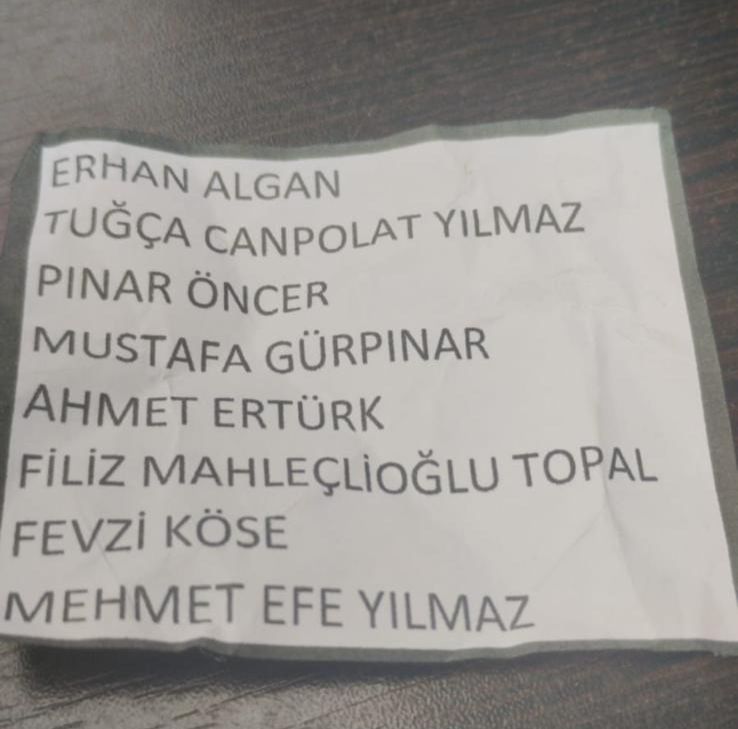 ERHAN ALGAN
TUĞÇA CANPOLAT YILMAZ
PINAR ÖNCER
MUSTAFA GÜRPINAR
AHMET ERTÜRK
FİLİZ MAHLEÇLİOĞLU TOPAL
FEVZİ KÖSE
MEHMET EFE YILMAZ